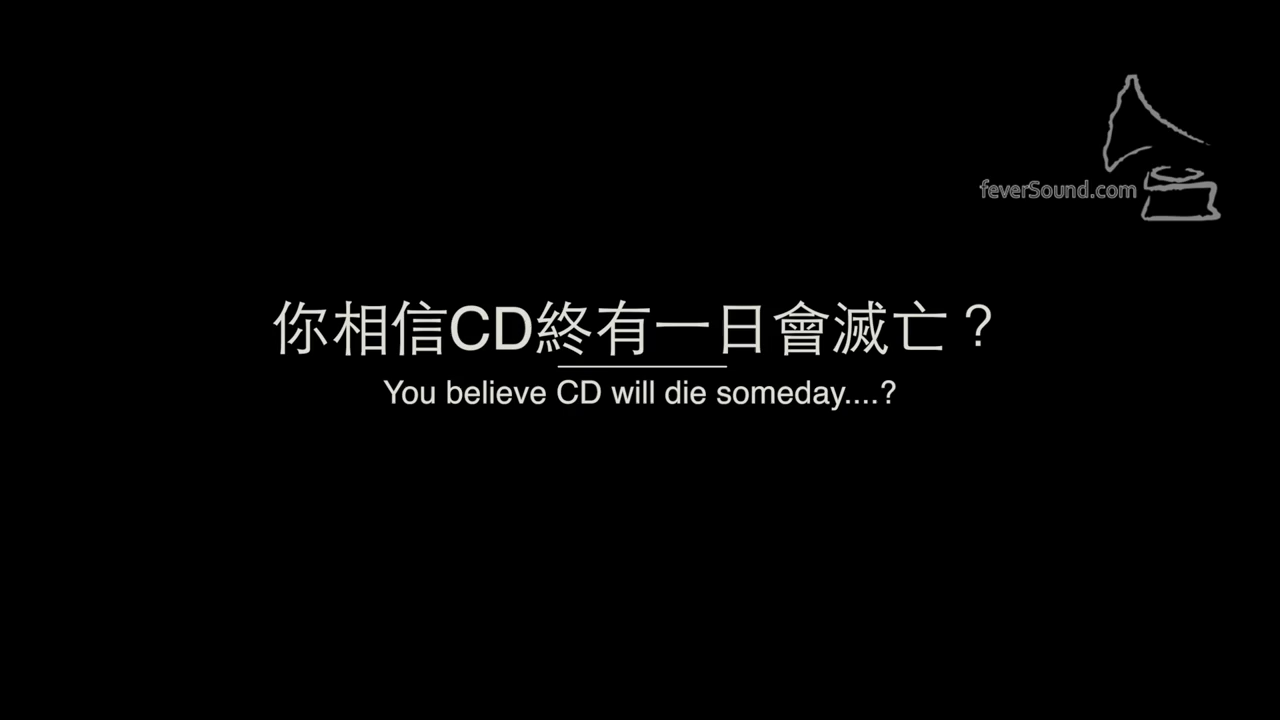 feverSound.com
你相信CD終有一日會滅亡？
You believe CD will die someday....?